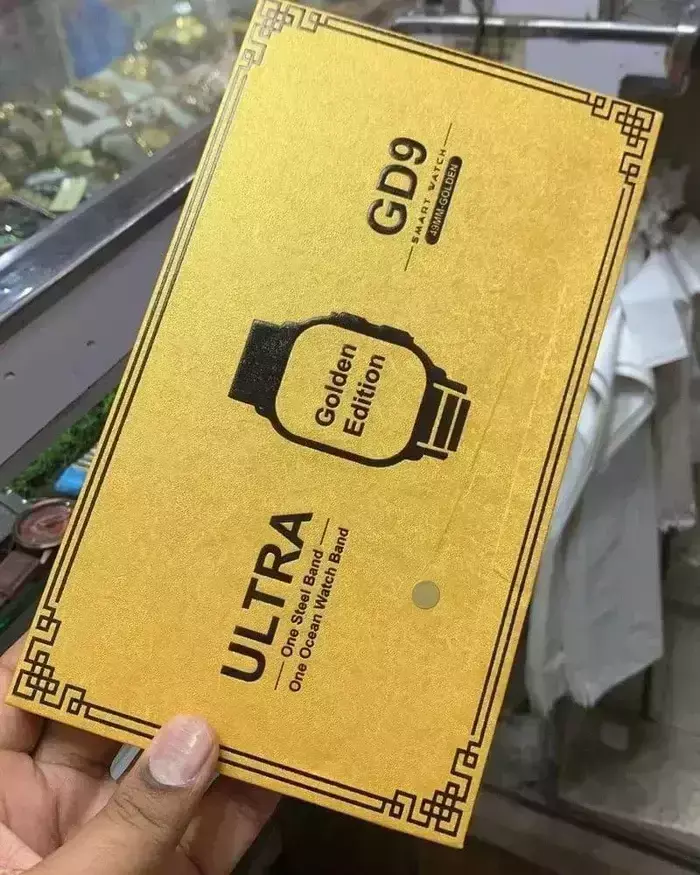 GD9
SMART WATCH
49MM-GOLDEN
Golden
Edition
ULTRA
One Steel Band
One Ocean Watch Band